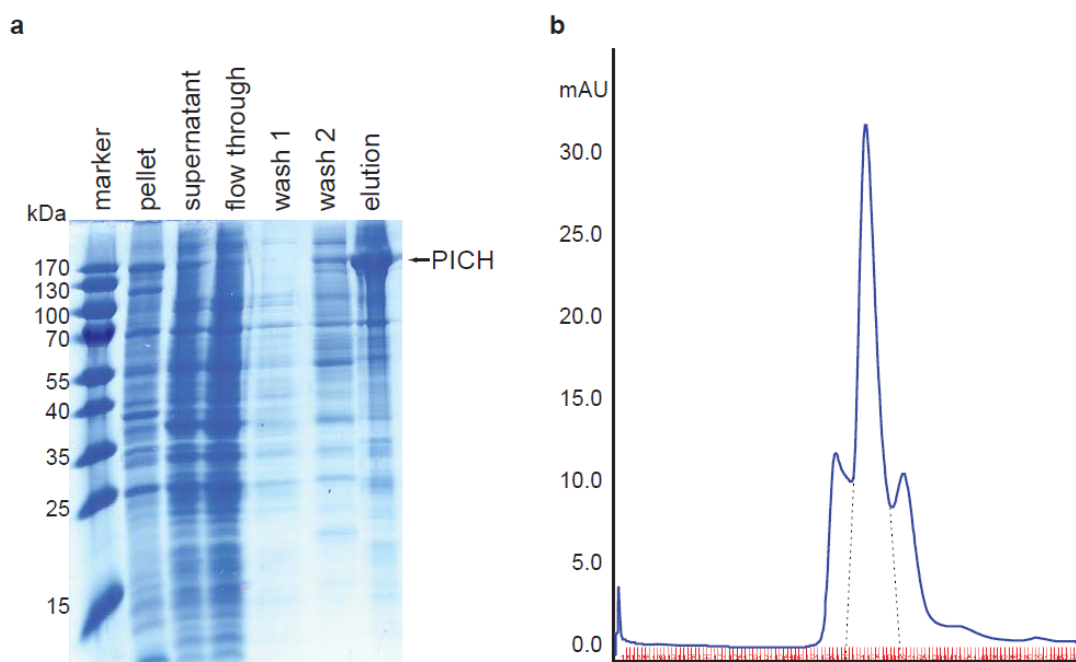 a
marker
pellet
supernatant
flow through
wash 1
wash 2
elution
kDa
170
130
100
70
55
40
35
25
15
PICH
b
mAU
30.0
25.0
20.0
15.0
10.0
5.0
0.0